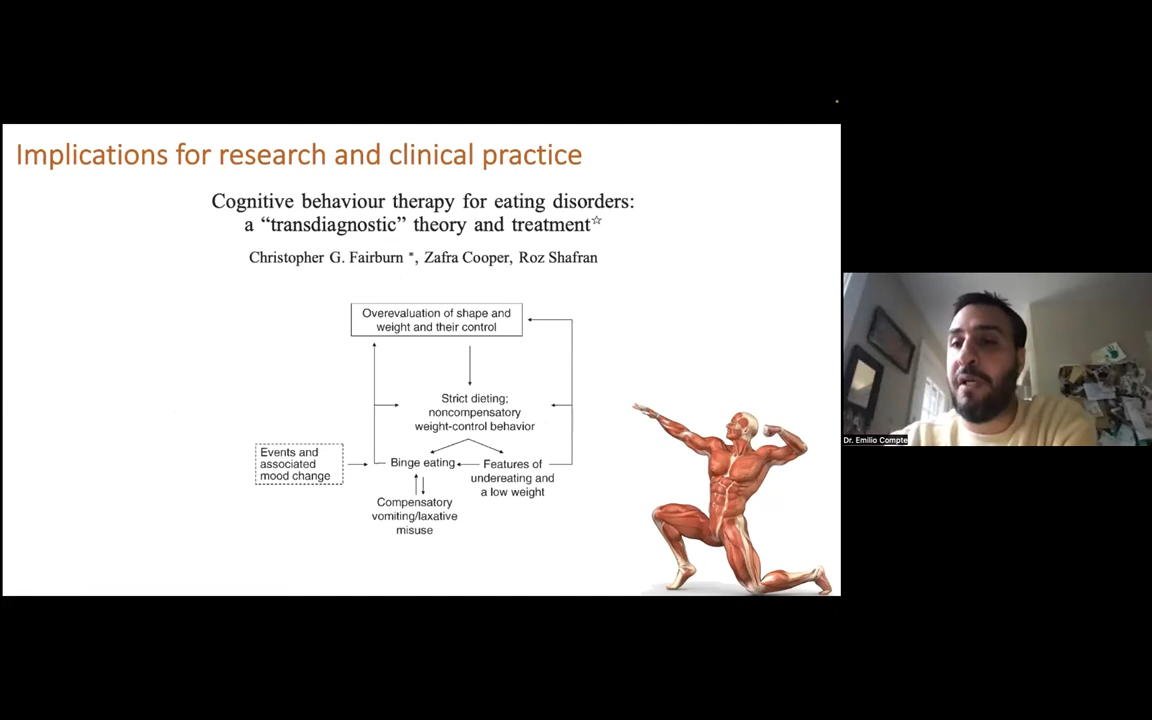 Implications for research and clinical practice
Cognitive behaviour therapy for eating disorders:
a “transdiagnostic” theory and treatment☆
Christopher G. Fairburn *, Zafra Cooper, Roz Shafran
Overevaluation of shape and
weight and their control
Strict dieting;
noncompensatory
weight-control behavior
Events and
associated
mood change
Binge eating
Features of
undereating and
a low weight
Compensatory
vomiting/laxative
misuse
Dr. Emilio Compte